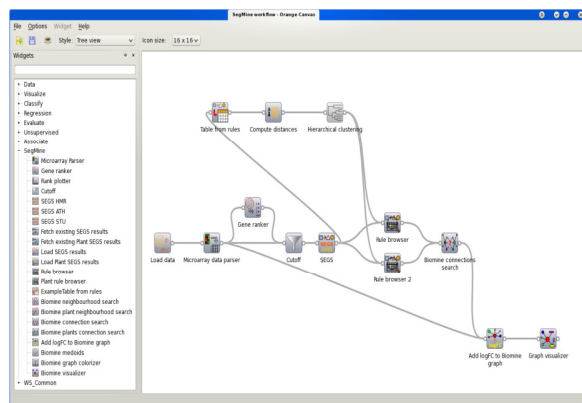 SegMine workflow - Orange Canvas
File Options Widget Help
Style: Tree view Icon size: 16 x 16
Widgets
Data
Visualize
Classify
Regression
Evaluate
Unsupervised
Associate
SegMine
Microarray Parser
Gene ranker
Rank plotter
Cutoff
SEGS HMR
SEGS ATH
SEGS STU
Fetch existing SEGS results
Fetch existing Plant SEGS results
Load SEGS results
Load Plant SEGS results
Rule browser
Plant rule browser
ExampleTable from rules
Biomine neighbourhood search
Biomine plant neighbourhood search
Biomine connection search
Biomine plants connection search
Add logFC to Biomine graph
Biomine medoids
Biomine graph colorizer
Biomine visualizer
WS_Common
Table from rules
Compute distances
Hierarchical clustering
Gene ranker
Load data
Microarray data parser
Cutoff
SEGS
Rule browser
Rule browser 2
Biomine connections
search
Add logFC to Biomine
graph
Graph visualizer